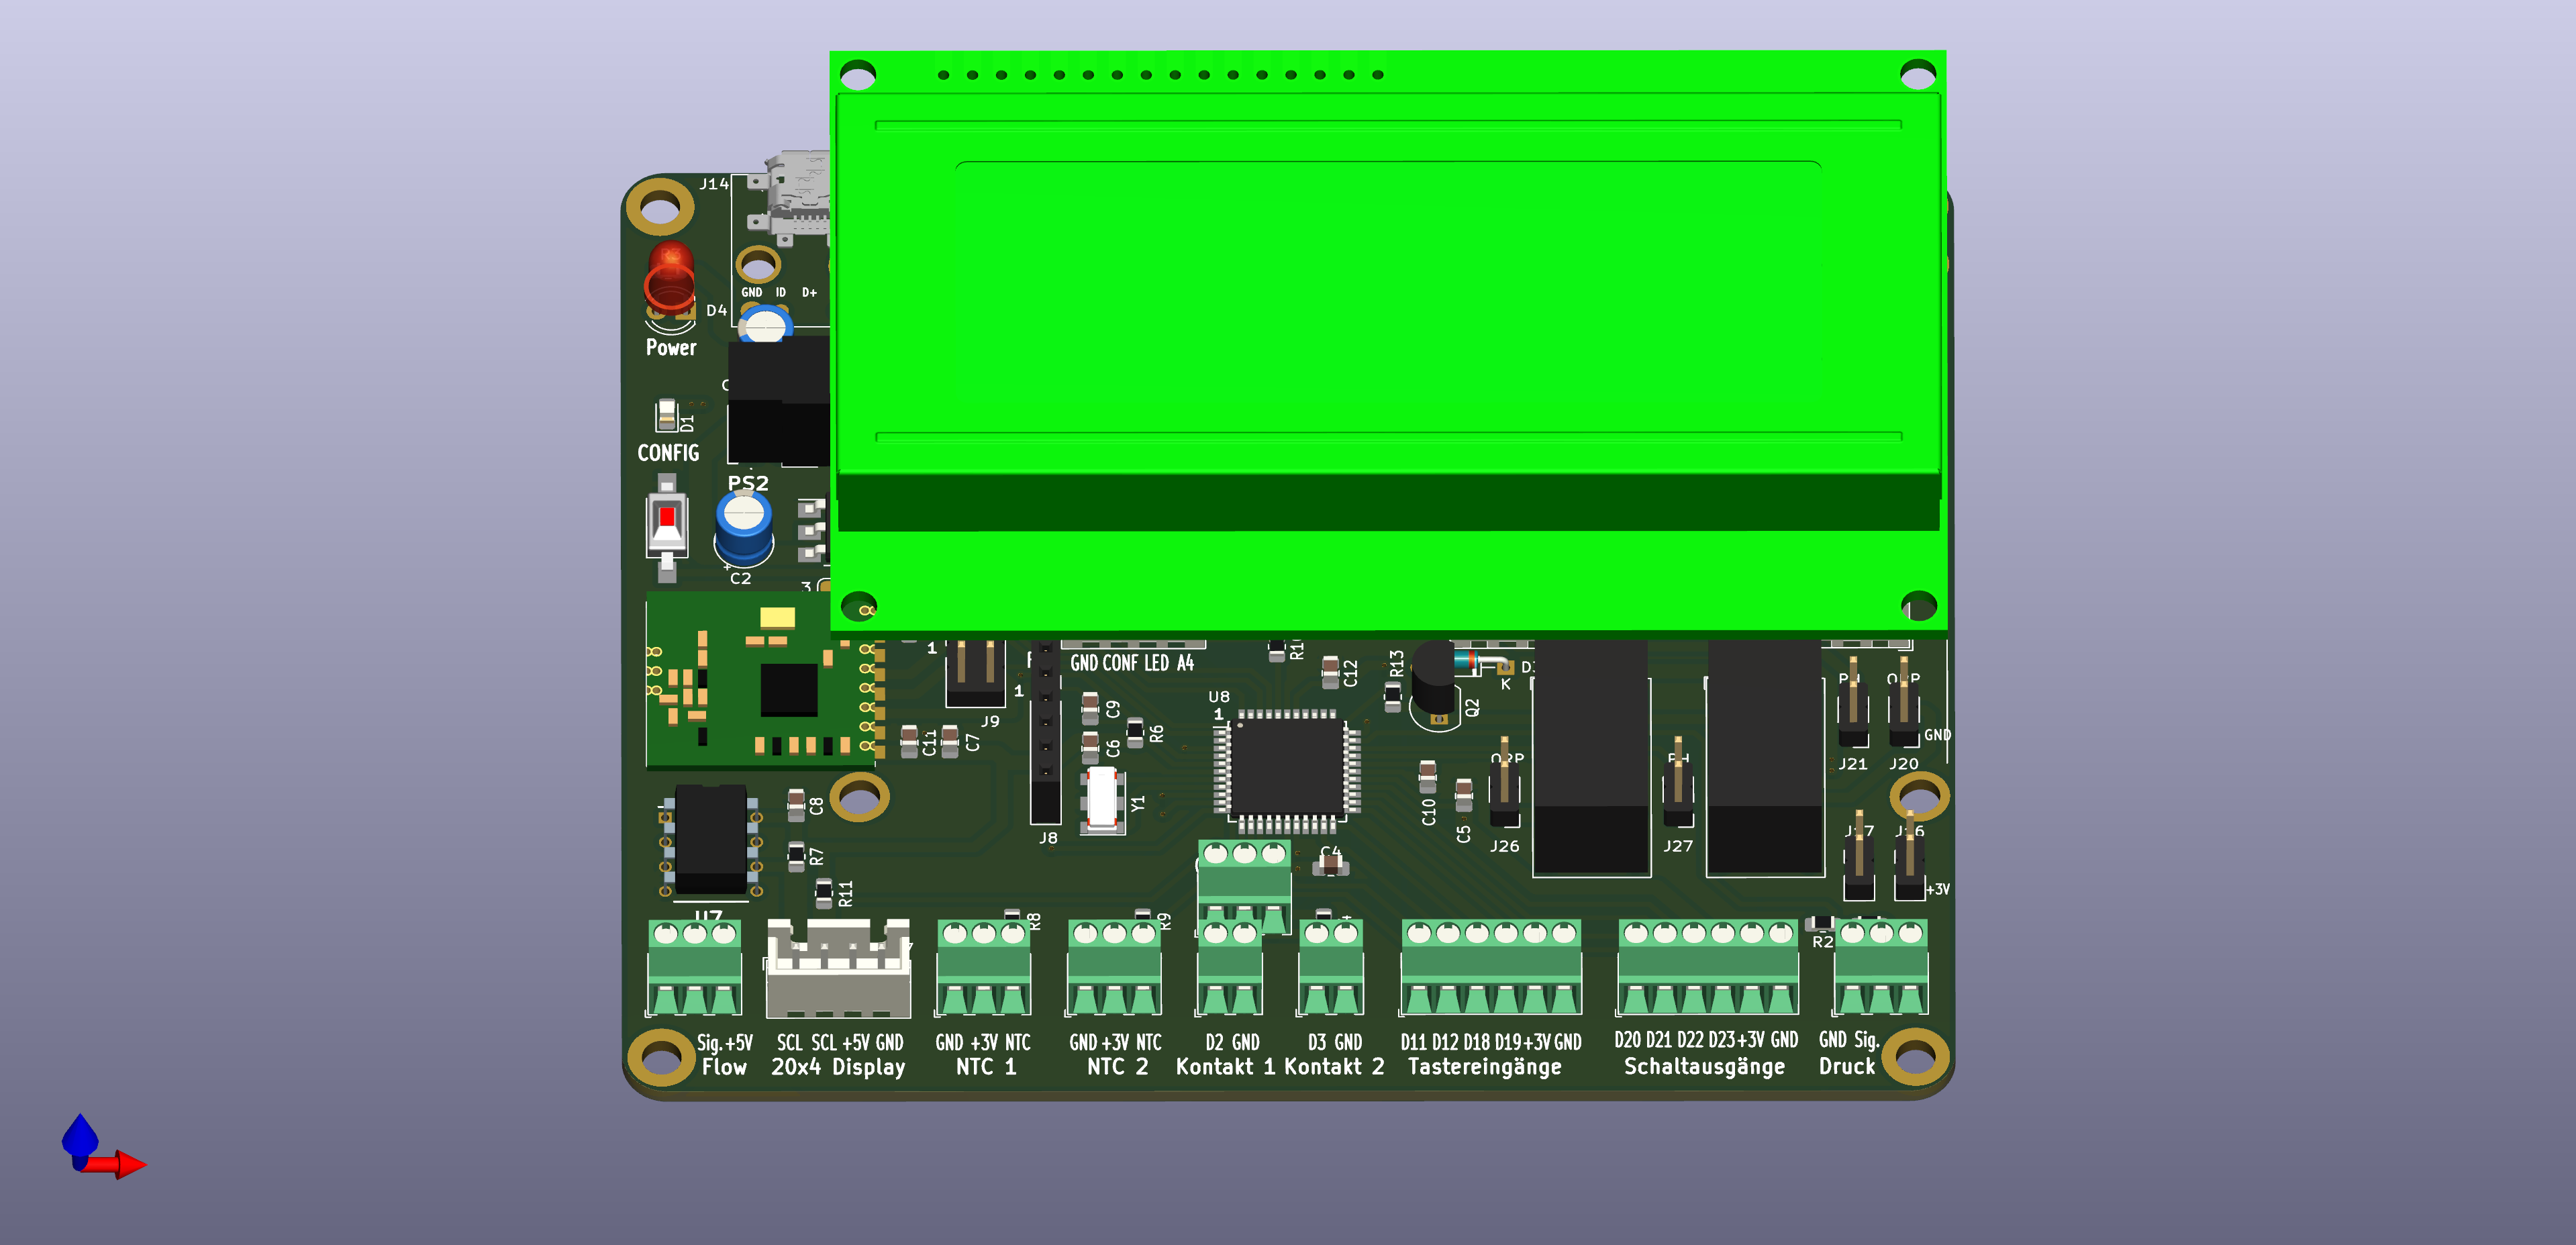 J14
GND ID D+
D4
Power
D1
CONFIG
PS2
+
C2
3
1
GND CONF LED A4
C12
R13
K
1
J9
C9
R6
C6
C11
C7
U8
1
Q2
GND
J21
J20
C8
Y1
C10
C5
J26
J27
J8
R7
C4
R11
+3V
R8
R9
R2
Sig.+5V
Flow
SCL SCL +5V GND
20x4 Display
GND +3V NTC
NTC 1
GND +3V NTC
NTC 2
D2 GND
Kontakt 1
D3 GND
Kontakt 2
D11 D12 D18 D19+3V GND
Tastereingänge
D20 D21 D22 D23+3V GND
Schaltausgänge
GND Sig.
Druck